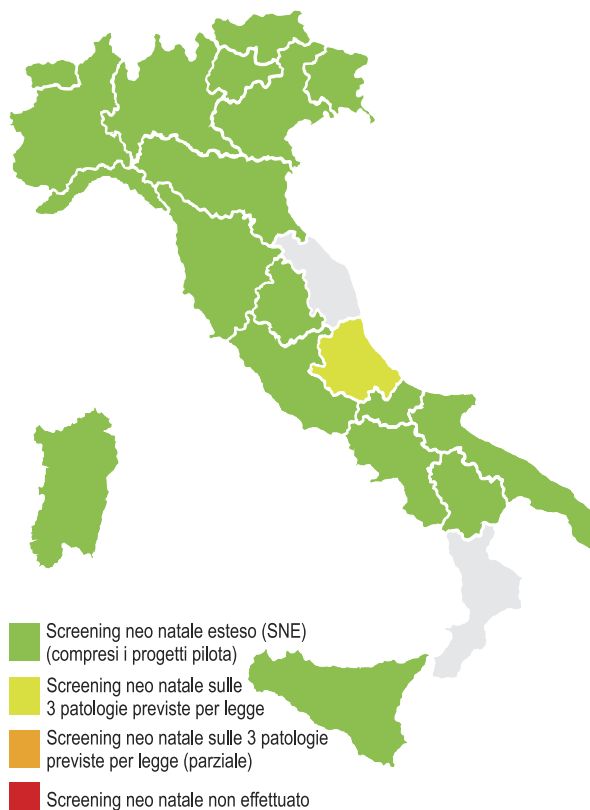 Screening neo natale esteso (SNE)
(compresi i progetti pilota)
Screening neo natale sulle
3 patologie previste per legge
Screening neo natale sulle 3 patologie
previste per legge (parziale)
Screening neo natale non effettuato